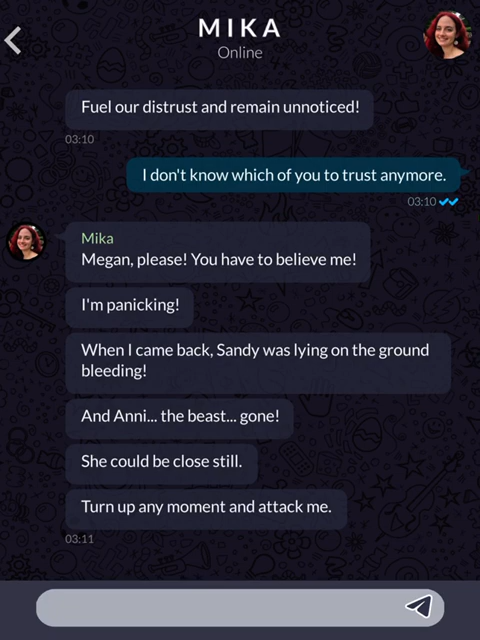 MIKA
Online
Fuel our distrust and remain unnoticed!
03:10
I don't know which of you to trust anymore.
03:10
Mika
Megan, please! You have to believe me!
I'm panicking!
When I came back, Sandy was lying on the ground
bleeding!
And Anni... the beast... gone!
She could be close still.
Turn up any moment and attack me.
03:11